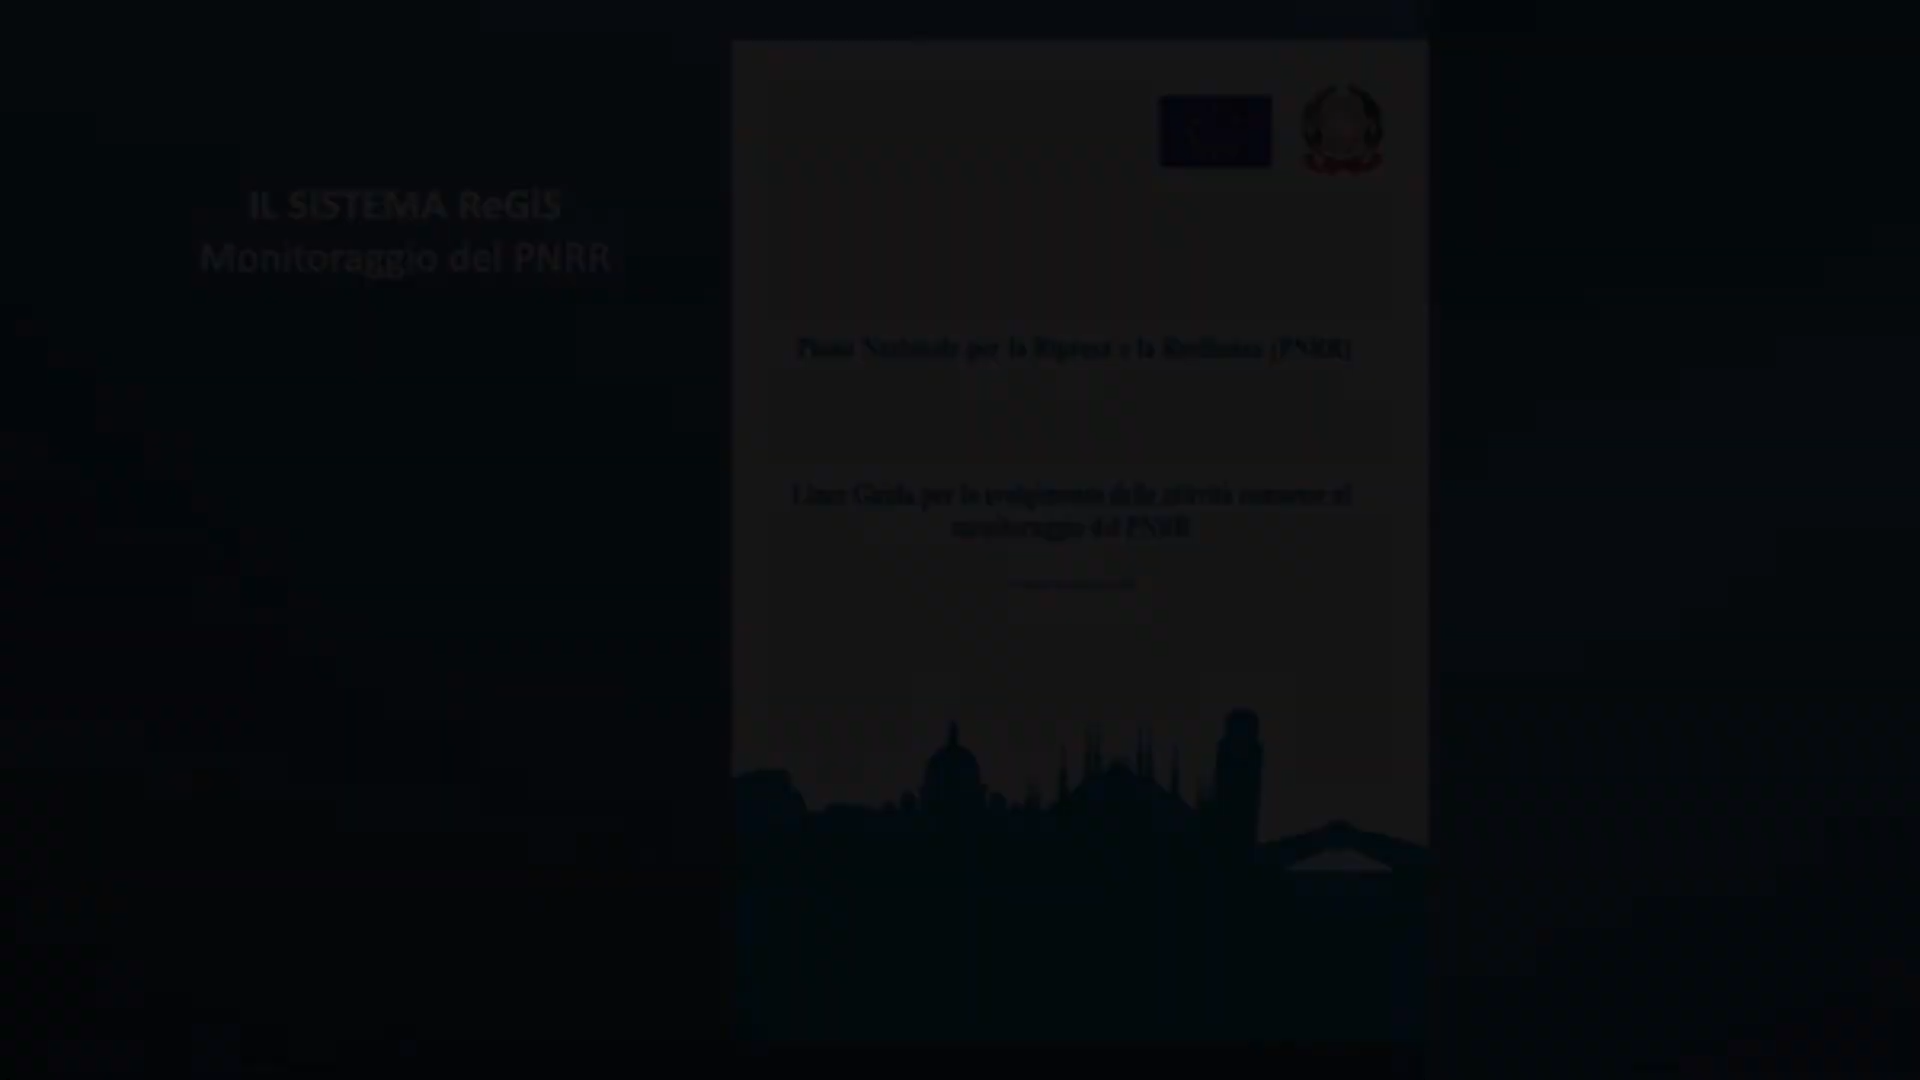 IL SISTEMA ReGiS
Monitoraggio del PNRR
Piano Nazionale per la Ripresa e la Resilienza (PNRR)
Linee Guida per lo svolgimento delle attività connesse al
monitoraggio del PNRR